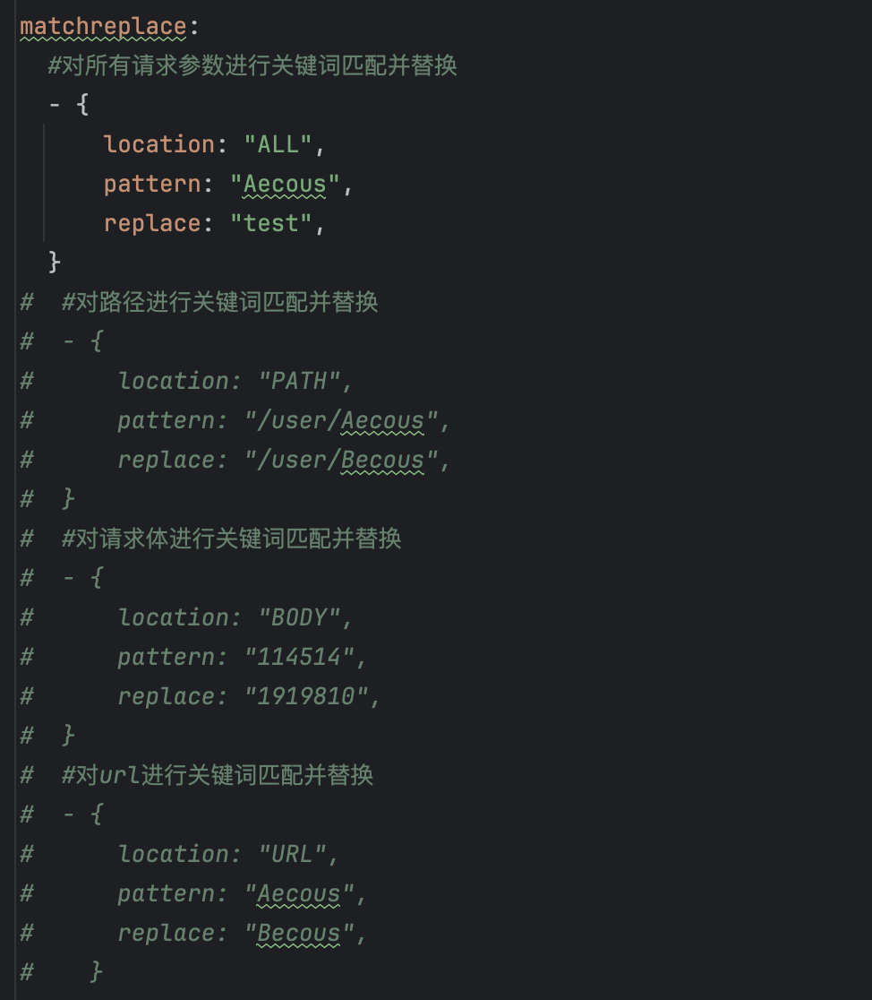 matchreplace:
  #对所有请求参数进行关键词匹配并替换
  - {
      location: "ALL",
      pattern: "Aecous",
      replace: "test",
  }
#  #对路径进行关键词匹配并替换
#  - {
#      location: "PATH",
#      pattern: "/user/Aecous",
#      replace: "/user/Becous",
#  }
#  #对请求体进行关键词匹配并替换
#  - {
#      location: "BODY",
#      pattern: "114514",
#      replace: "1919810",
#  }
#  #对url进行关键词匹配并替换
#  - {
#      location: "URL",
#      pattern: "Aecous",
#      replace: "Becous",
#    }